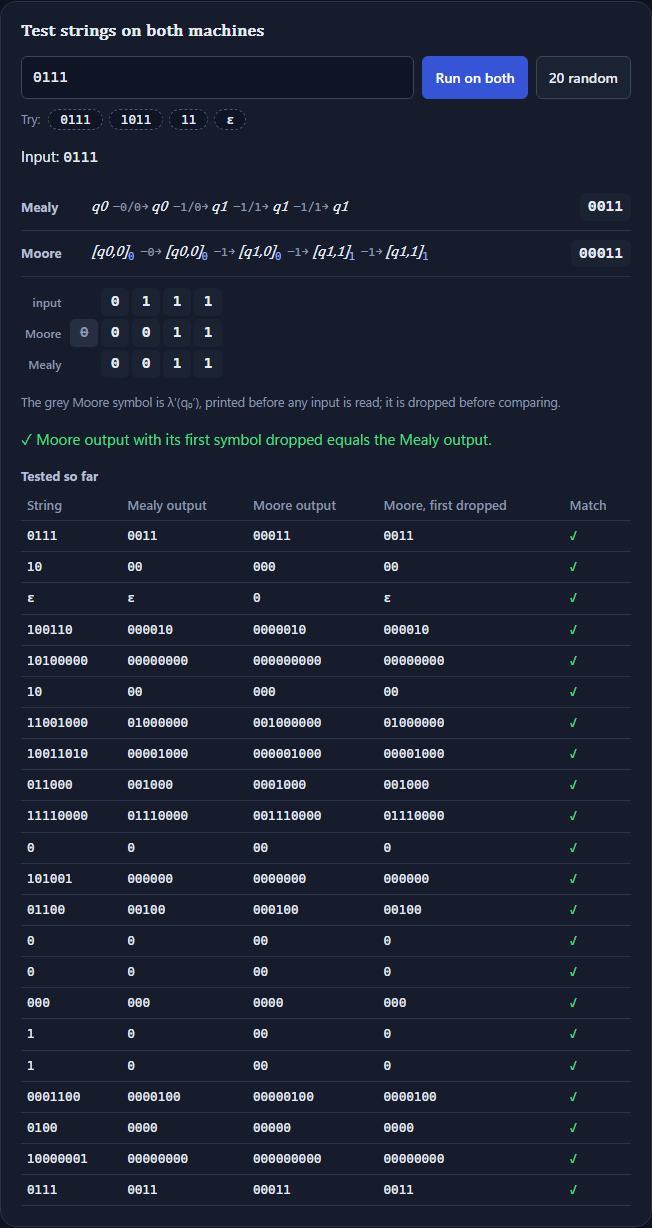 Test strings on both machines
0111 Run on both 20 random
Try: 0111 1011 11 ε
Input: 0111
Mealy q0 −0/0→ q0 −1/0→ q1 −1/1→ q1 −1/1→ q1 0011
Moore [q0,0]0 −0→ [q0,0]0 −1→ [q1,0]0 −1→ [q1,1]1 −1→ [q1,1]1 00011
input 0 1 1 1
Moore 0 0 0 1 1
Mealy 0 0 1 1
The grey Moore symbol is λ′(q₀′), printed before any input is read; it is dropped before comparing.
✓ Moore output with its first symbol dropped equals the Mealy output.
Tested so far
String Mealy output Moore output Moore, first dropped Match
0111 0011 00011 0011 ✓
10 00 000 00 ✓
ε ε 0 ε ✓
100110 000010 0000010 000010 ✓
10100000 00000000 000000000 00000000 ✓
10 00 000 00 ✓
11001000 01000000 001000000 01000000 ✓
10011010 00001000 000001000 00001000 ✓
011000 001000 0001000 001000 ✓
11110000 01110000 001110000 01110000 ✓
0 0 00 0 ✓
101001 000000 0000000 000000 ✓
01100 00100 000100 00100 ✓
0 0 00 0 ✓
0 0 00 0 ✓
000 000 0000 000 ✓
1 0 00 0 ✓
1 0 00 0 ✓
0001100 0000100 00000100 0000100 ✓
0100 0000 00000 0000 ✓
10000001 00000000 000000000 00000000 ✓
0111 0011 00011 0011 ✓